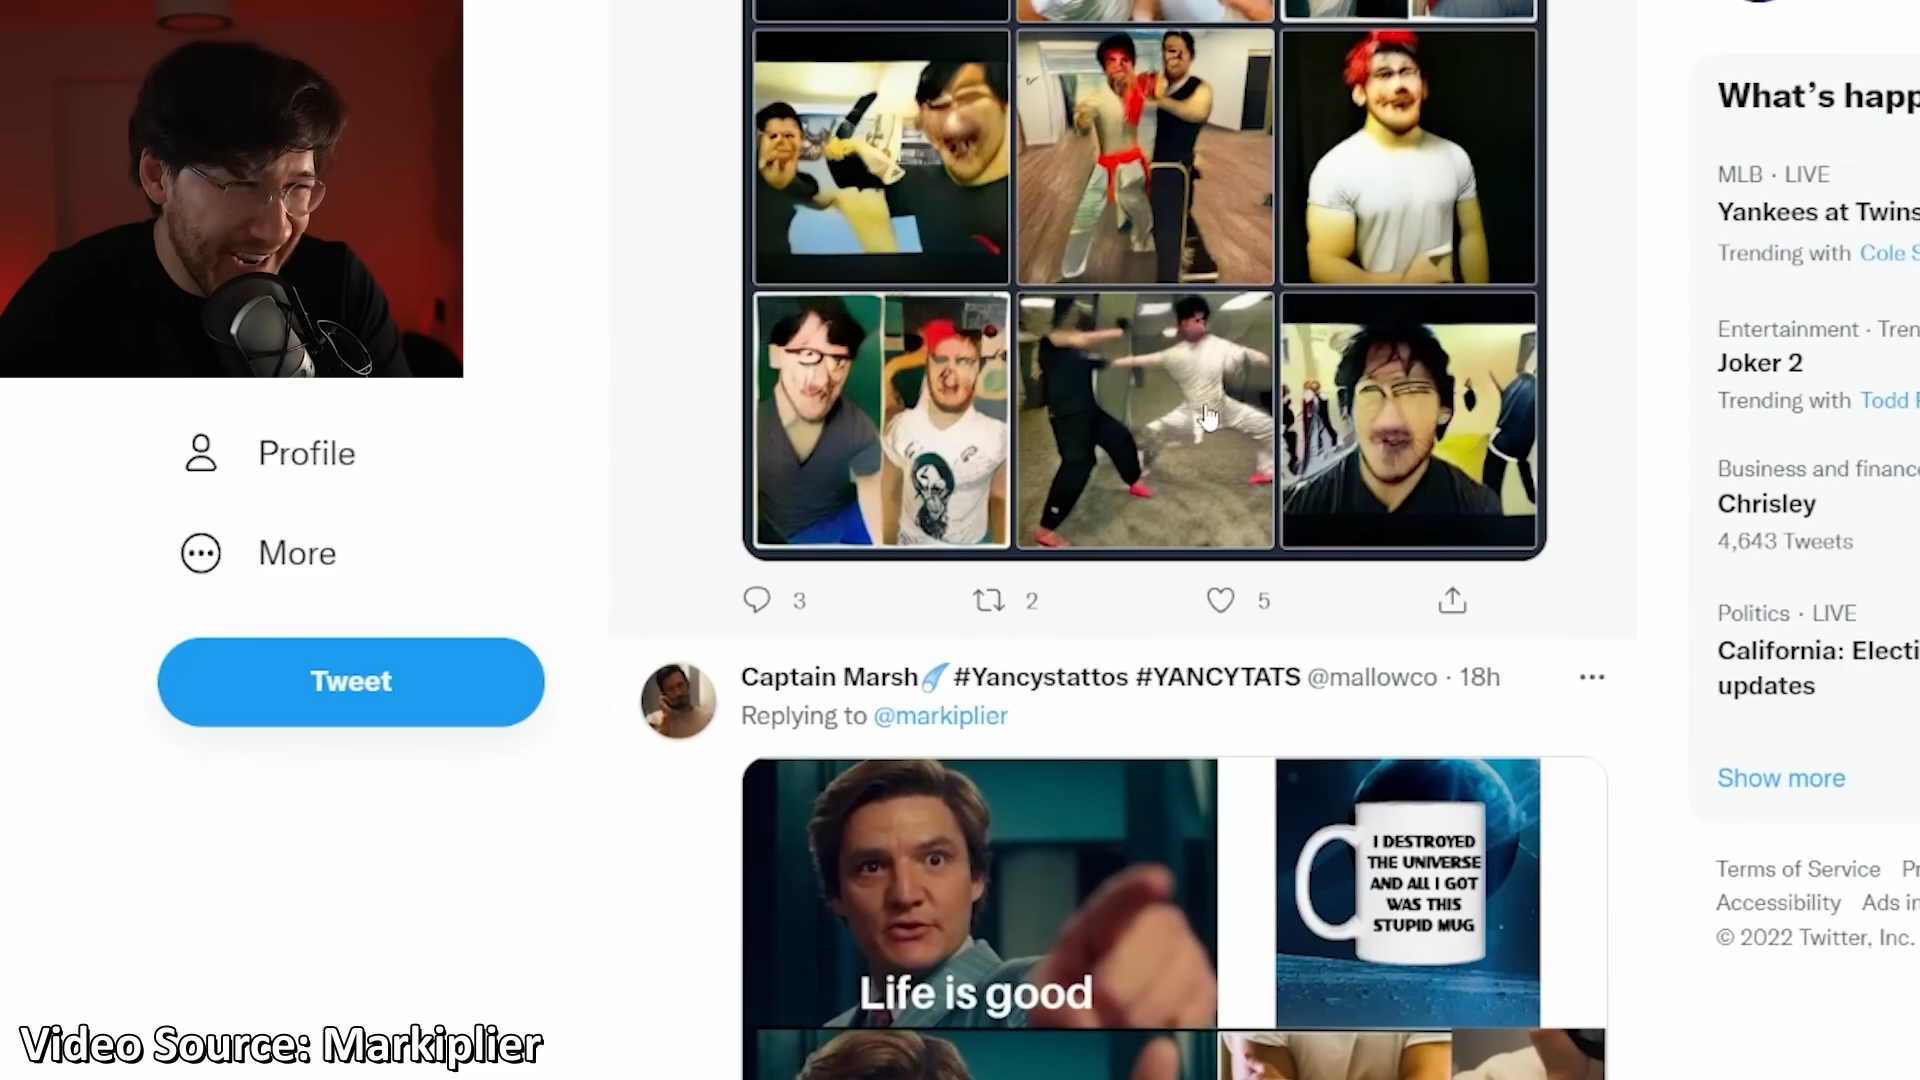 Profile
More
Tweet
3
2
5
Captain Marsh #Yancystattos #YANCYTATS @mallowco · 18h
Replying to @markiplier
I DESTROYED
THE UNIVERSE
AND ALL I GOT
WAS THIS
STUPID MUG
Life is good
What's happ
MLB · LIVE
Yankees at Twins
Trending with Cole S
Entertainment · Tren
Joker 2
Trending with Todd P
Business and finance
Chrisley
4,643 Tweets
Politics · LIVE
California: Electi
updates
Show more
Terms of Service Pr
Accessibility Ads in
© 2022 Twitter, Inc.
Video Source: Markiplier